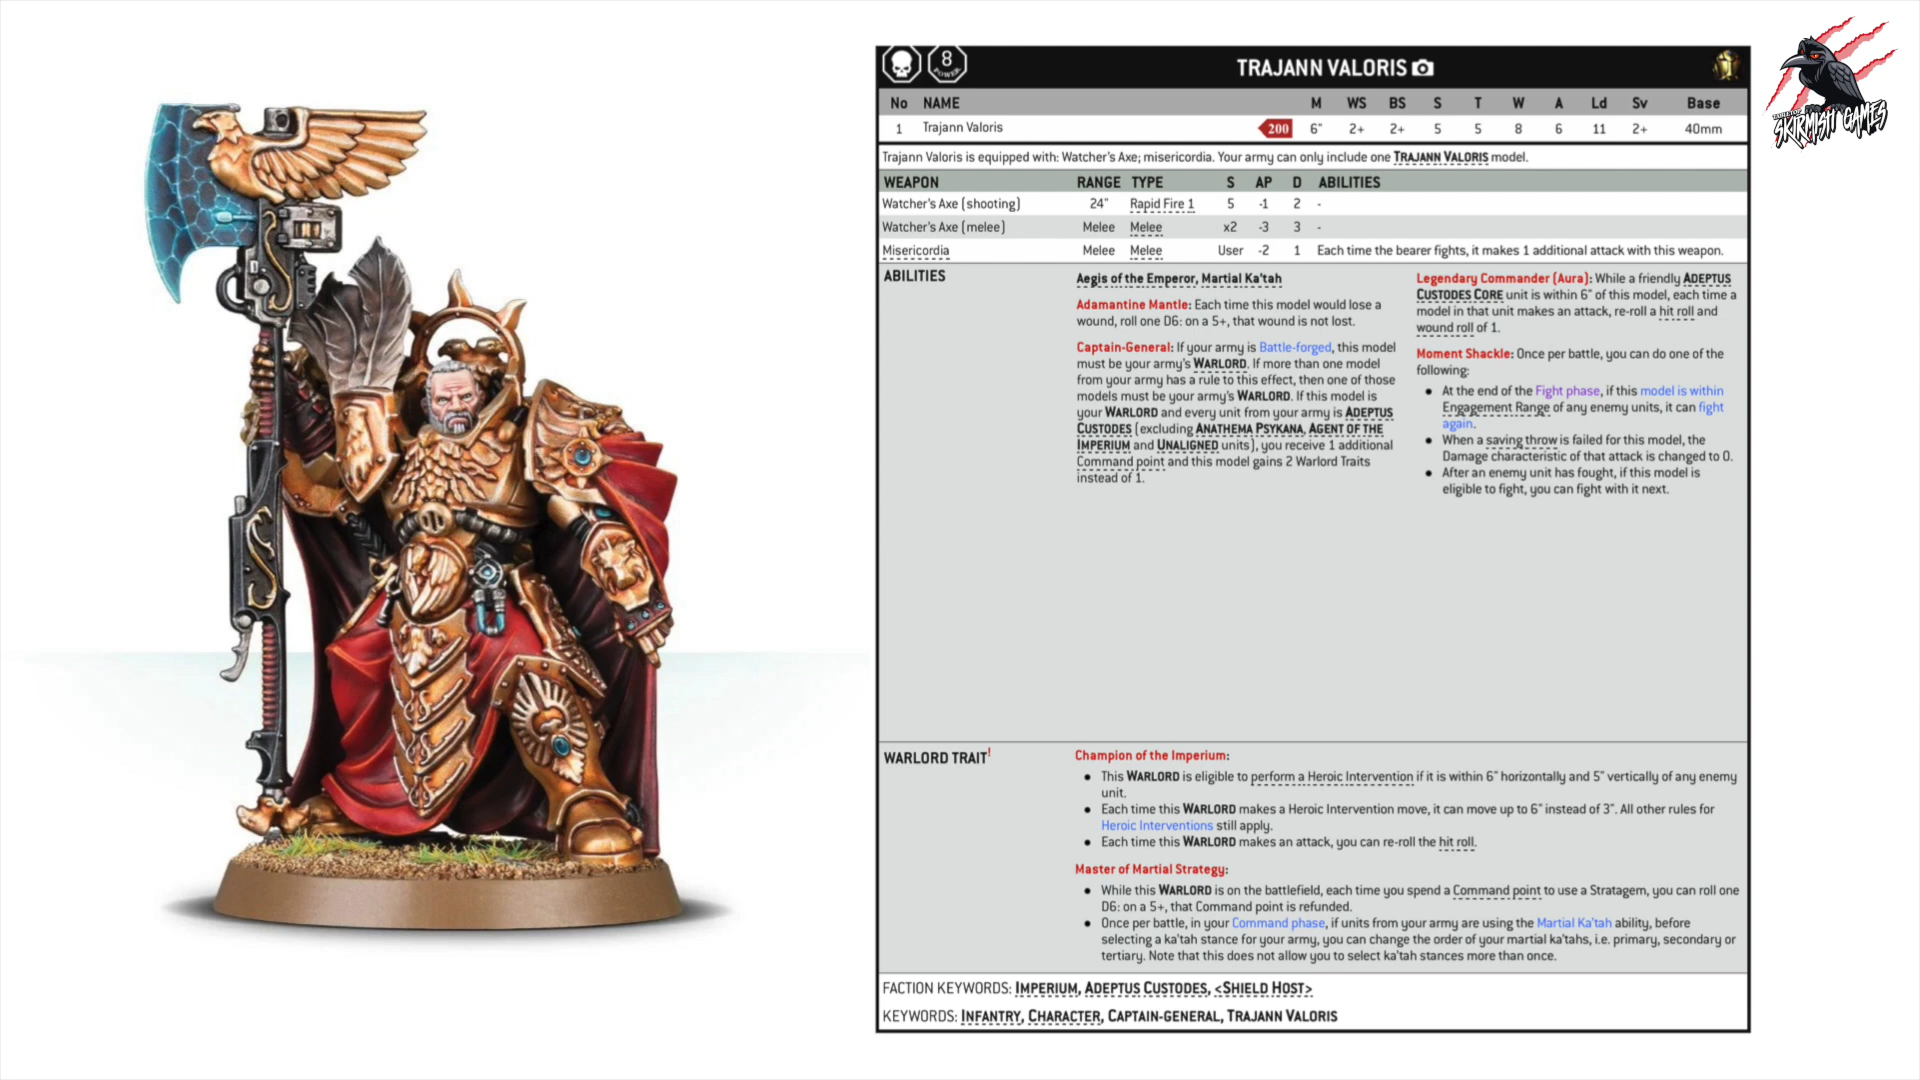 8
POWER
TRAJANN VALORIS
No NAME M WS BS S T W A Ld Sv Base
1 Trajann Valoris 200 6" 2+ 2+ 5 5 8 6 11 2+ 40mm
Trajann Valoris is equipped with: Watcher's Axe; misericordia. Your army can only include one TRAJANN VALORIS model.
WEAPON RANGE TYPE S AP D ABILITIES
Watcher's Axe (shooting) 24" Rapid Fire 1 5 -1 2 -
Watcher's Axe (melee) Melee Melee x2 -3 3 -
Misericordia Melee Melee User -2 1 Each time the bearer fights, it makes 1 additional attack with this weapon.
ABILITIES
Aegis of the Emperor, Martial Ka'tah
Adamantine Mantle: Each time this model would lose a
wound, roll one D6: on a 5+, that wound is not lost.
Captain-General: If your army is Battle-forged, this model
must be your army's WARLORD. If more than one model
from your army has a rule to this effect, then one of those
models must be your army's WARLORD. If this model is
your WARLORD and every unit from your army is ADEPTUS
CUSTODES (excluding ANATHEMA PSYKANA, AGENT OF THE
IMPERIUM and UNALIGNED units), you receive 1 additional
Command point and this model gains 2 Warlord Traits
instead of 1.
Legendary Commander (Aura): While a friendly ADEPTUS
CUSTODES CORE unit is within 6" of this model, each time a
model in that unit makes an attack, re-roll a hit roll and
wound roll of 1.
Moment Shackle: Once per battle, you can do one of the
following:
● At the end of the Fight phase, if this model is within
Engagement Range of any enemy units, it can fight
again.
● When a saving throw is failed for this model, the
Damage characteristic of that attack is changed to 0.
● After an enemy unit has fought, if this model is
eligible to fight, you can fight with it next.
WARLORD TRAIT!
Champion of the Imperium:
● This WARLORD is eligible to perform a Heroic Intervention if it is within 6" horizontally and 5" vertically of any enemy
unit.
● Each time this WARLORD makes a Heroic Intervention move, it can move up to 6" instead of 3". All other rules for
Heroic Interventions still apply.
● Each time this WARLORD makes an attack, you can re-roll the hit roll.
Master of Martial Strategy:
● While this WARLORD is on the battlefield, each time you spend a Command point to use a Stratagem, you can roll one
D6: on a 5+, that Command point is refunded.
● Once per battle, in your Command phase, if units from your army are using the Martial Ka'tah ability, before
selecting a ka'tah stance for your army, you can change the order of your martial ka'tahs, i.e. primary, secondary or
tertiary. Note that this does not allow you to select ka'tah stances more than once.
FACTION KEYWORDS: IMPERIUM, ADEPTUS CUSTODES, <SHIELD HOST>
KEYWORDS: INFANTRY, CHARACTER, CAPTAIN-GENERAL, TRAJANN VALORIS
SKIRMISH GAMES